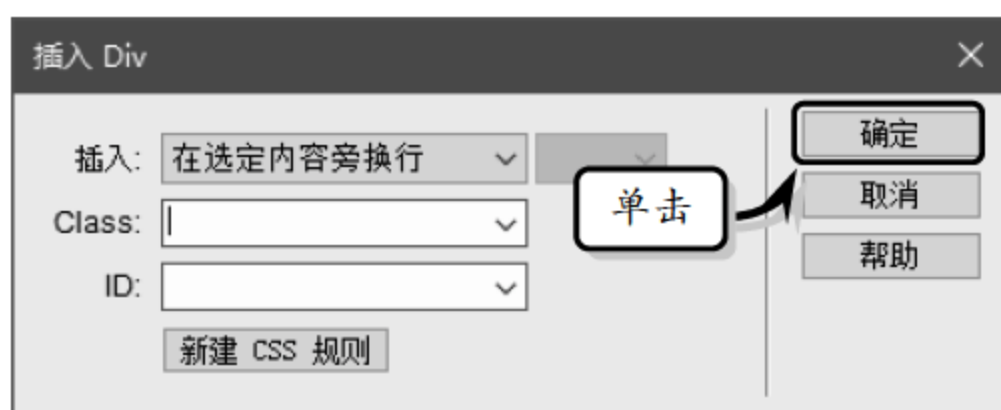 插入 Div
插入: 在选定内容旁换行
确定
单击
取消
Class:
帮助
ID:
新建 CSS 规则